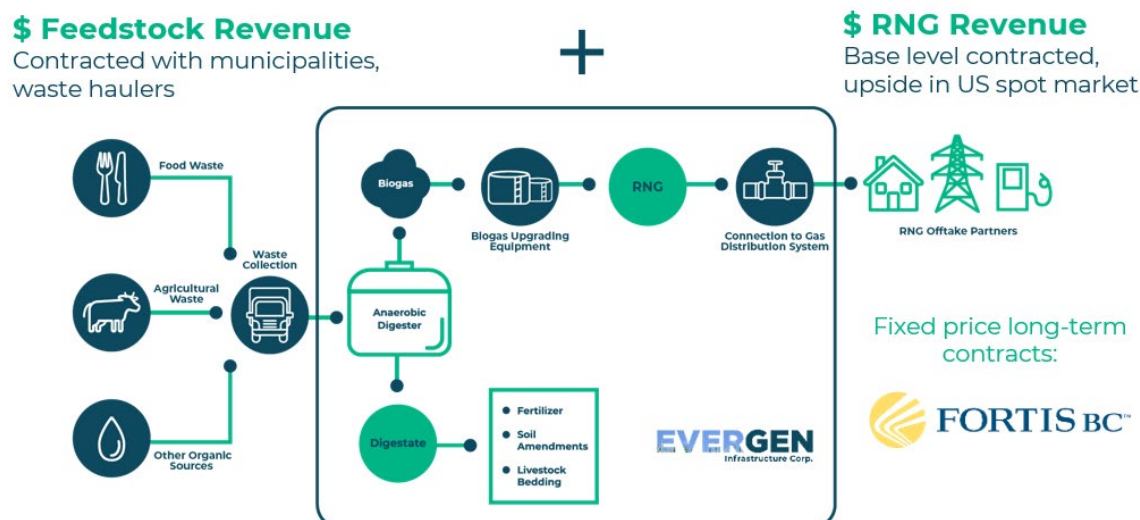 $ Feedstock Revenue
Contracted with municipalities,
waste haulers
+
$ RNG Revenue
Base level contracted,
upside in US spot market
Food Waste
Agricultural
Waste
Other Organic
Sources
Waste
Collection
Biogas
Biogas Upgrading
Equipment
RNG
Connection to Gas
Distribution System
RNG Offtake Partners
Anaerobic
Digester
Digestate
Fertilizer
Soil
Amendments
Livestock
Bedding
EVERGEN
Infrastructure Corp.
Fixed price long-term
contracts:
FORTIS BC™